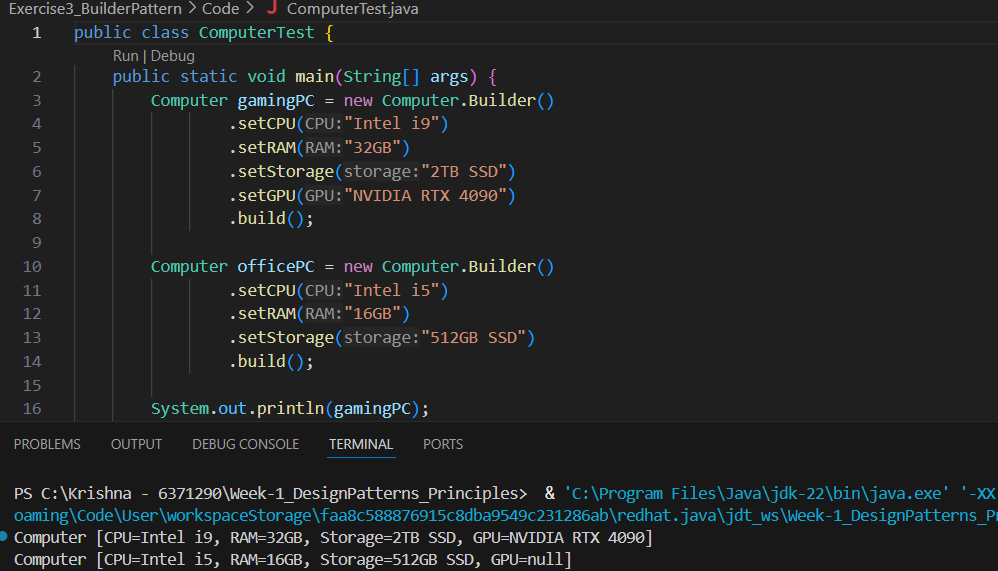 Exercise3_BuilderPattern > Code > J ComputerTest.java
1 public class ComputerTest {
Run | Debug
2 public static void main(String[] args) {
3 Computer gamingPC = new Computer.Builder()
4 .setCPU(CPU:"Intel i9")
5 .setRAM(RAM:"32GB")
6 .setStorage(storage:"2TB SSD")
7 .setGPU(GPU:"NVIDIA RTX 4090")
8 .build();
9
10 Computer officePC = new Computer.Builder()
11 .setCPU(CPU:"Intel i5")
12 .setRAM(RAM:"16GB")
13 .setStorage(storage:"512GB SSD")
14 .build();
15
16 System.out.println(gamingPC);
PROBLEMS OUTPUT DEBUG CONSOLE TERMINAL PORTS
PS C:\Krishna - 6371290\Week-1_DesignPatterns_Principles> & 'C:\Program Files\Java\jdk-22\bin\java.exe' '-XX
oaming\Code\User\workspaceStorage\faa8c588876915c8dba9549c231286ab\redhat.java\jdt_ws\Week-1_DesignPatterns_Pr
Computer [CPU=Intel i9, RAM=32GB, Storage=2TB SSD, GPU=NVIDIA RTX 4090]
Computer [CPU=Intel i5, RAM=16GB, Storage=512GB SSD, GPU=null]